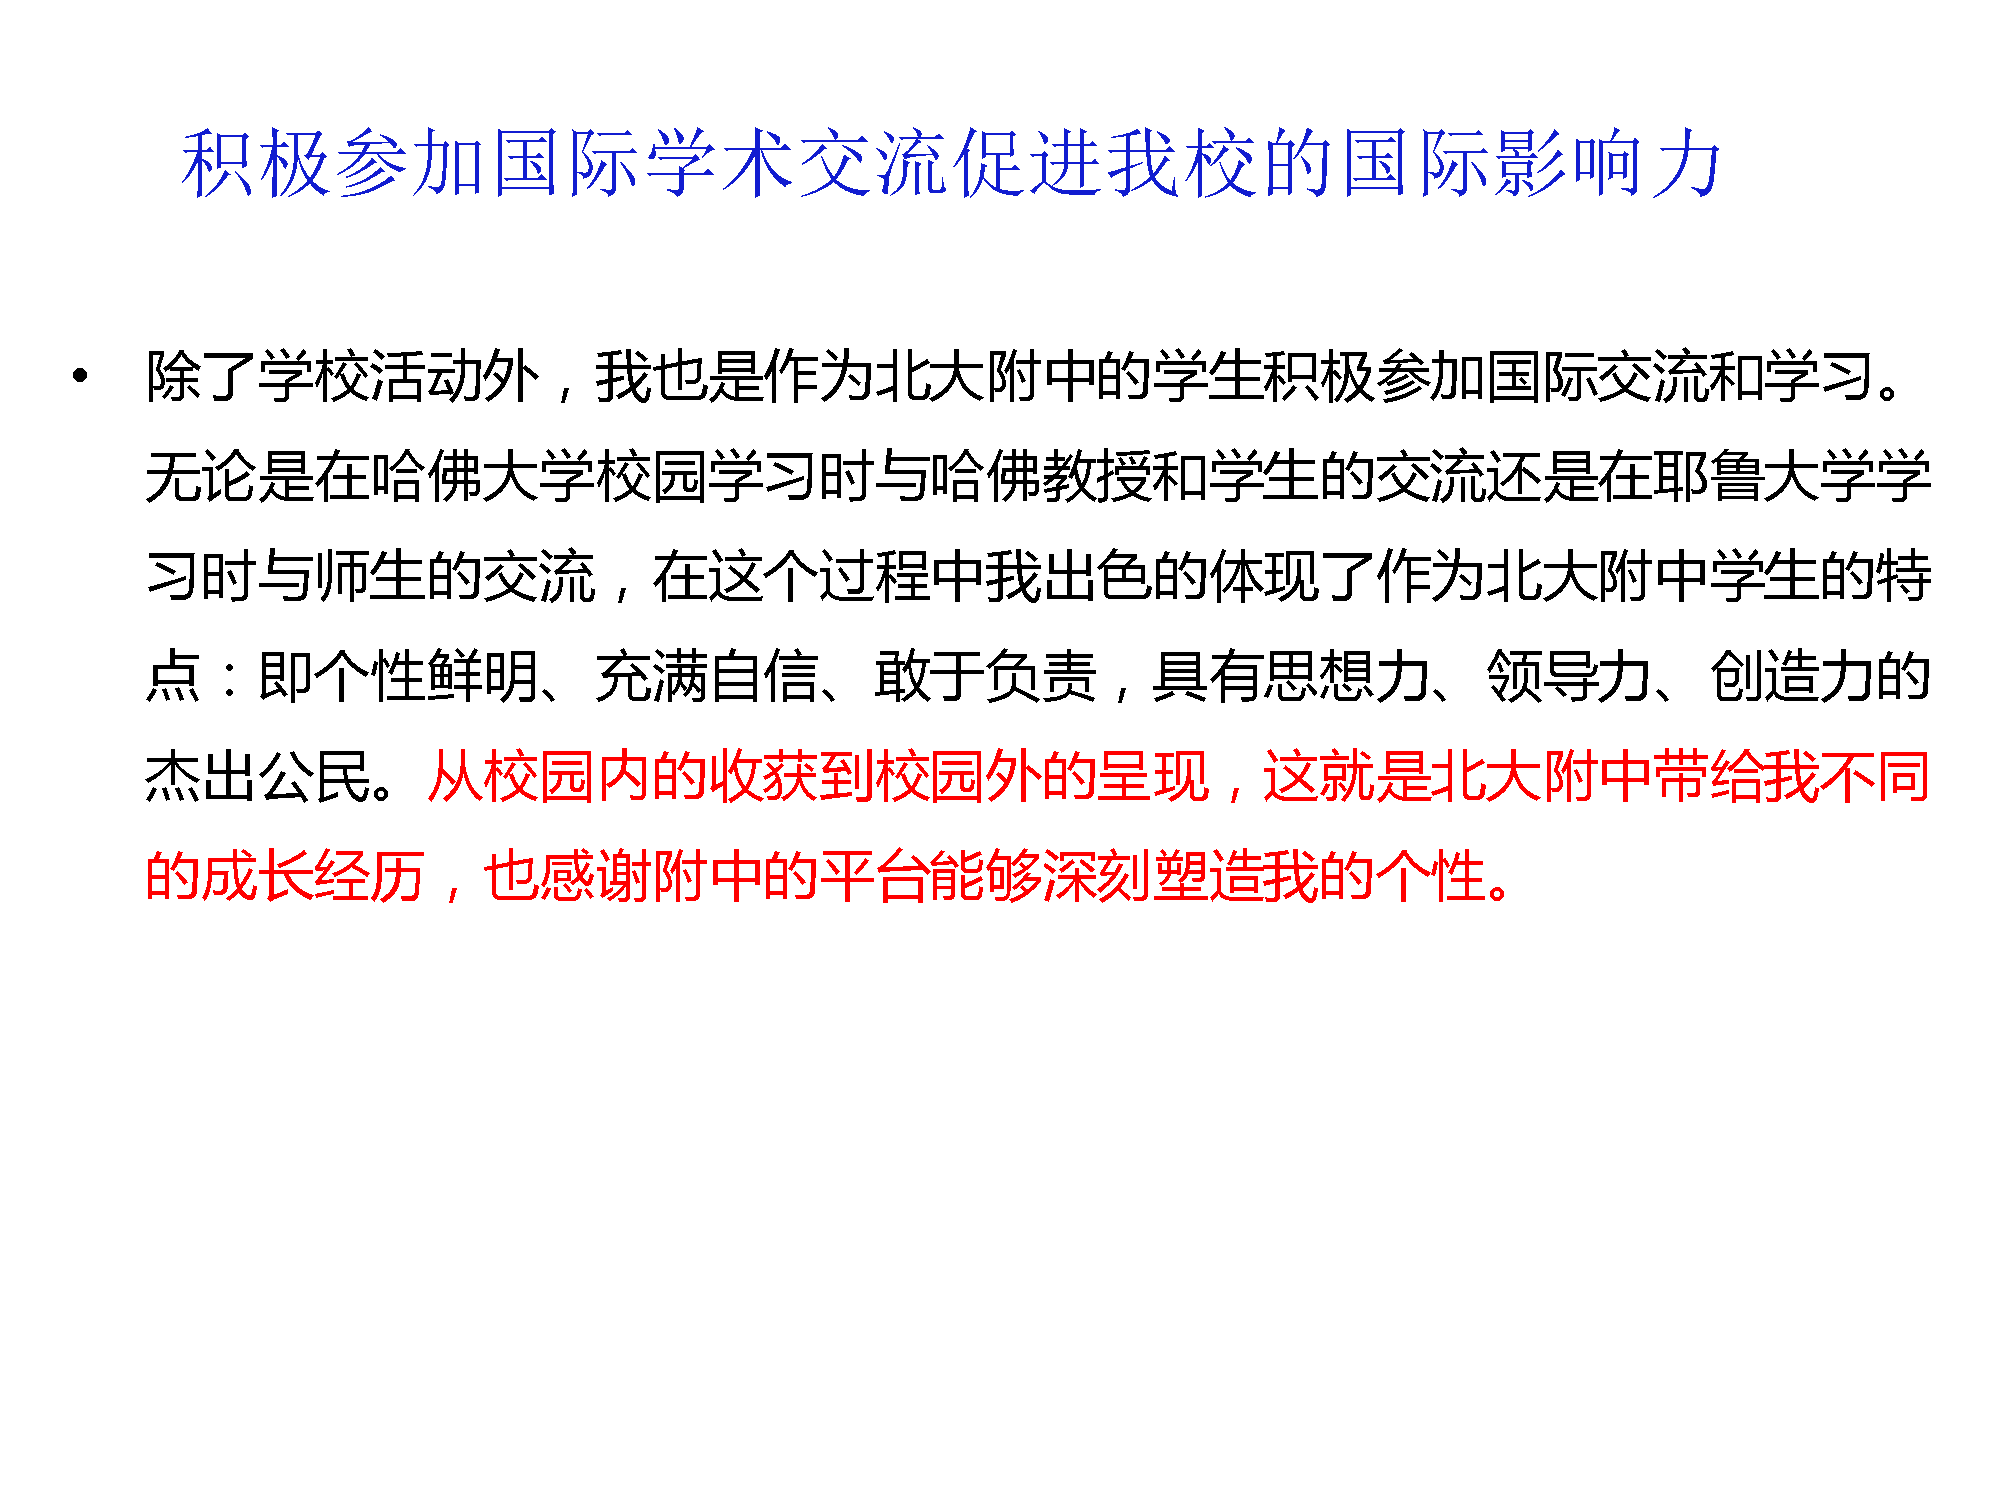 积极参加国际学术交流促进我校的国际影响力
• 除了学校活动外，我也是作为北大附中的学生积极参加国际交流和学习。
无论是在哈佛大学校园学习时与哈佛教授和学生的交流还是在耶鲁大学学
习时与师生的交流，在这个过程中我出色的体现了作为北大附中学生的特
点：即个性鲜明、充满自信、敢于负责，具有思想力、领导力、创造力的
杰出公民。从校园内的收获到校园外的呈现，这就是北大附中带给我不同
的成长经历，也感谢附中的平台能够深刻塑造我的个性。